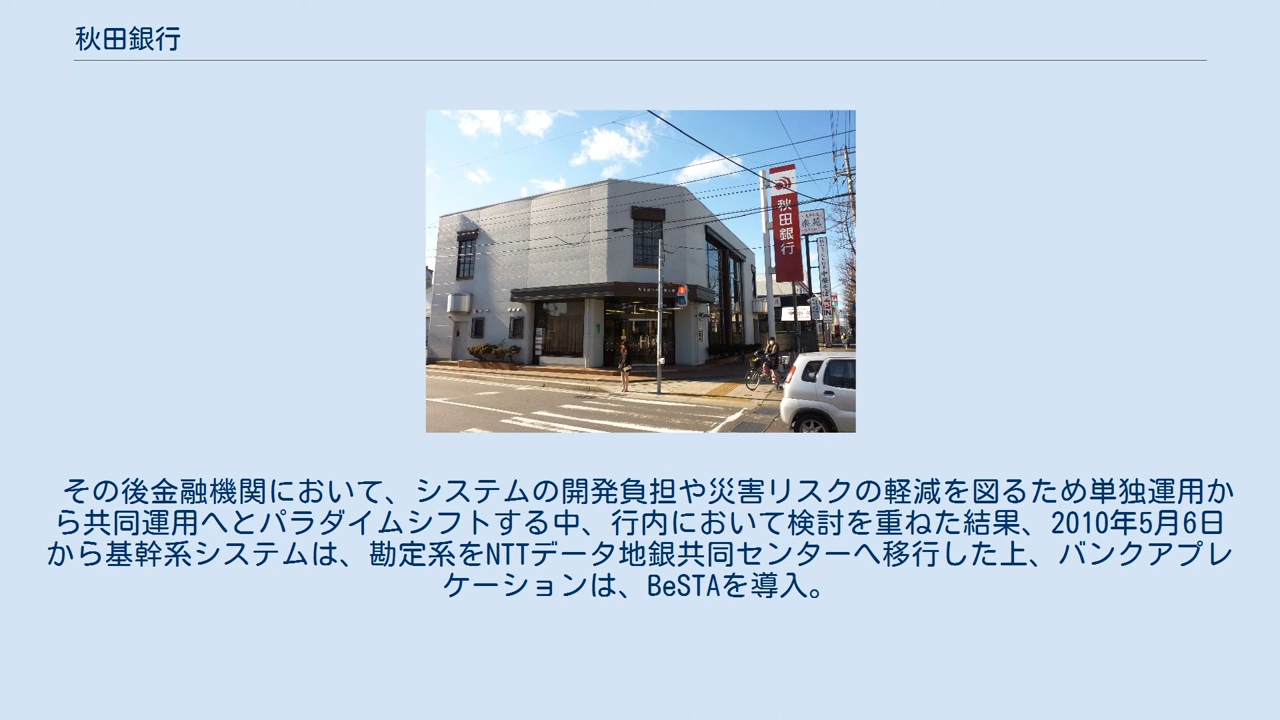 秋田銀行
秋田銀行
その後金融機関において、システムの開発負担や災害リスクの軽減を図るため単独運用か
ら共同運用へとパラダイムシフトする中、行内において検討を重ねた結果、2010年5月6日
から基幹系システムは、勘定系をNTTデータ地銀共同センターへ移行した上、バンクアプレ
ケーションは、BeSTAを導入。